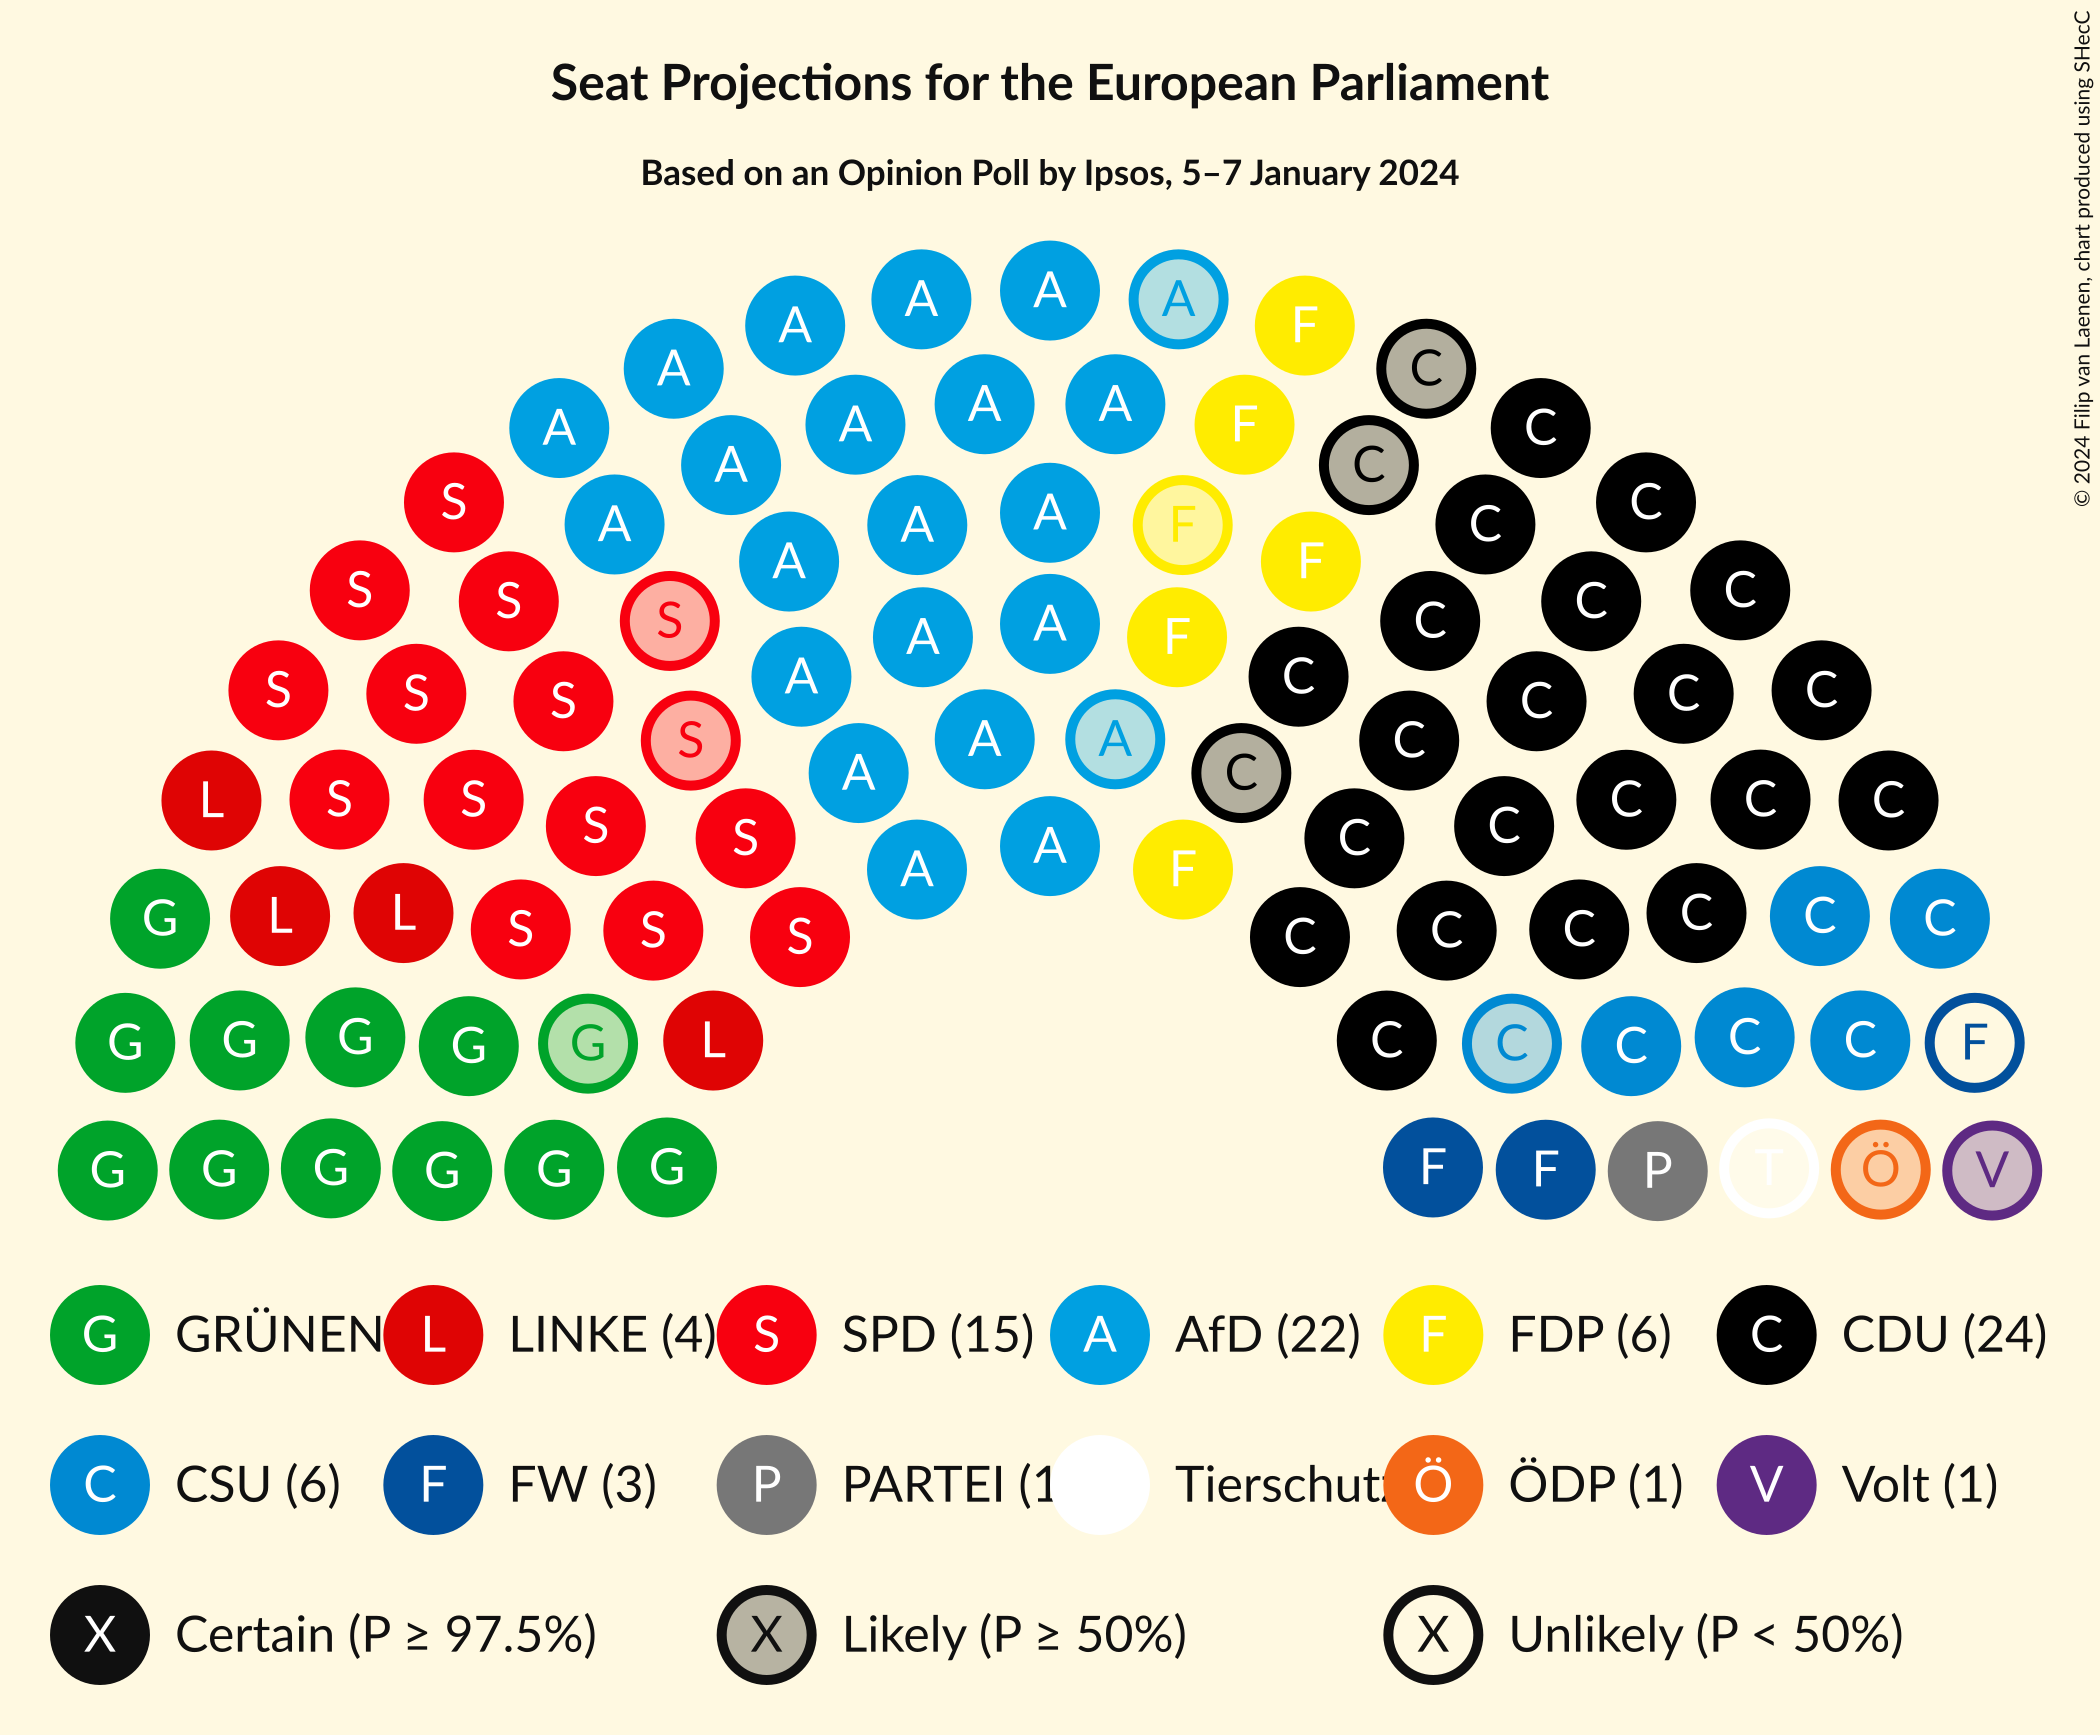 Seat Projections for the European Parliament
Based on an Opinion Poll by Ipsos, 5–7 January 2024
© 2024 Filip van Laenen, chart produced using SHecC
A A A A F
A A C C
A A A A F C
S A A C C
S A A F C
S S A A F C C C
S S A A F C C C
S S S A A C C C C
L S S S S A A A C C C C C C C
G L L S S S A A F C C C C C C
G G G G G L C C C C C F
G G G G G G F F P T Ö V
G GRÜNEN L LINKE (4) S SPD (15) A AfD (22) F FDP (6) C CDU (24)
C CSU (6) F FW (3) P PARTEI (1 Tierschutz Ö ÖDP (1) V Volt (1)
X Certain (P ≥ 97.5%) X Likely (P ≥ 50%) X Unlikely (P < 50%)